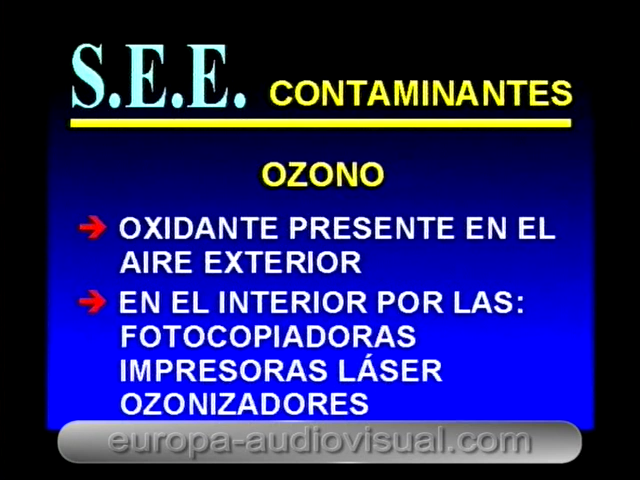 S.E.E. CONTAMINANTES
OZONO
➔ OXIDANTE PRESENTE EN EL
AIRE EXTERIOR
➔ EN EL INTERIOR POR LAS:
FOTOCOPIADORAS
IMPRESORAS LÁSER
OZONIZADORES
europa-audiovisual.com